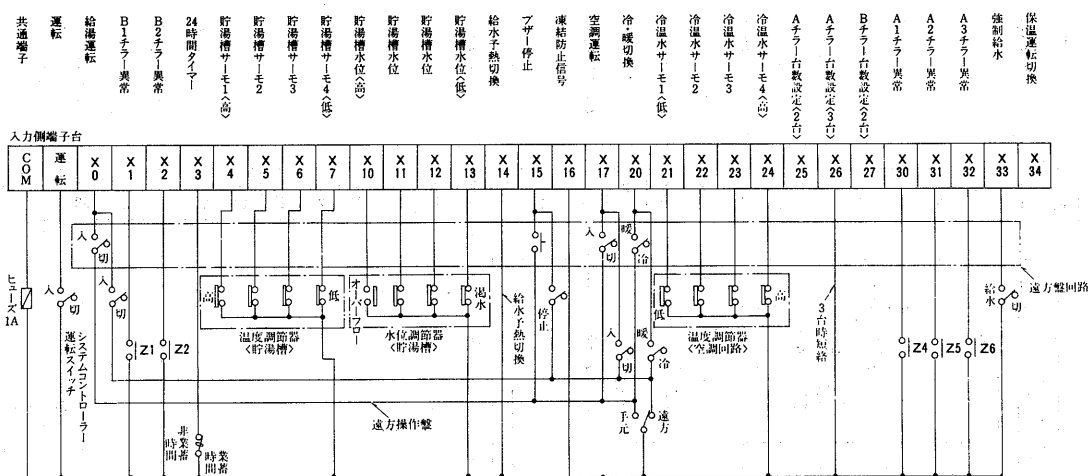 共通端子
運転
給湯運転
B1チラー異常
B2チラー異常
24時間タイマー
貯湯槽サーモ1〈高〉
貯湯槽サーモ2
貯湯槽サーモ3
貯湯槽サーモ4〈低〉
貯湯槽水位〈高〉
貯湯槽水位
貯湯槽水位
貯湯槽水位〈低〉
給水予熱切換
ブザー停止
凍結防止信号
空調運転
冷・暖切換
冷温水サーモ1〈低〉
冷温水サーモ2
冷温水サーモ3
冷温水サーモ4〈高〉
Aチラー台数設定〈2台〉
Aチラー台数設定〈3台〉
Bチラー台数設定〈2台〉
A1チラー異常
A2チラー異常
A3チラー異常
強制給水
保温運転切換
入力側端子台
COM
運転
X0
X1
X2
X3
X4
X5
X6
X7
X10
X11
X12
X13
X14
X15
X16
X17
X20
X21
X22
X23
X24
X25
X26
X27
X30
X31
X32
X33
X34
入
切
入
暖
切
冷
遠方盤回路
ヒューズ1A
入
切
システムコントローラー
運転スイッチ
入
Z1
Z2
高
低
温度調節器
〈貯湯槽〉
オーバーフロー
渇水
水位調節器
〈貯湯槽〉
給水予熱切換
停止
入
切
暖
冷
低
高
温度調節器
〈空調回路〉
3台時短絡
Z4
Z5
Z6
給水
切
遠方操作盤
手元
遠方
非業蓄時間
業蓄時間